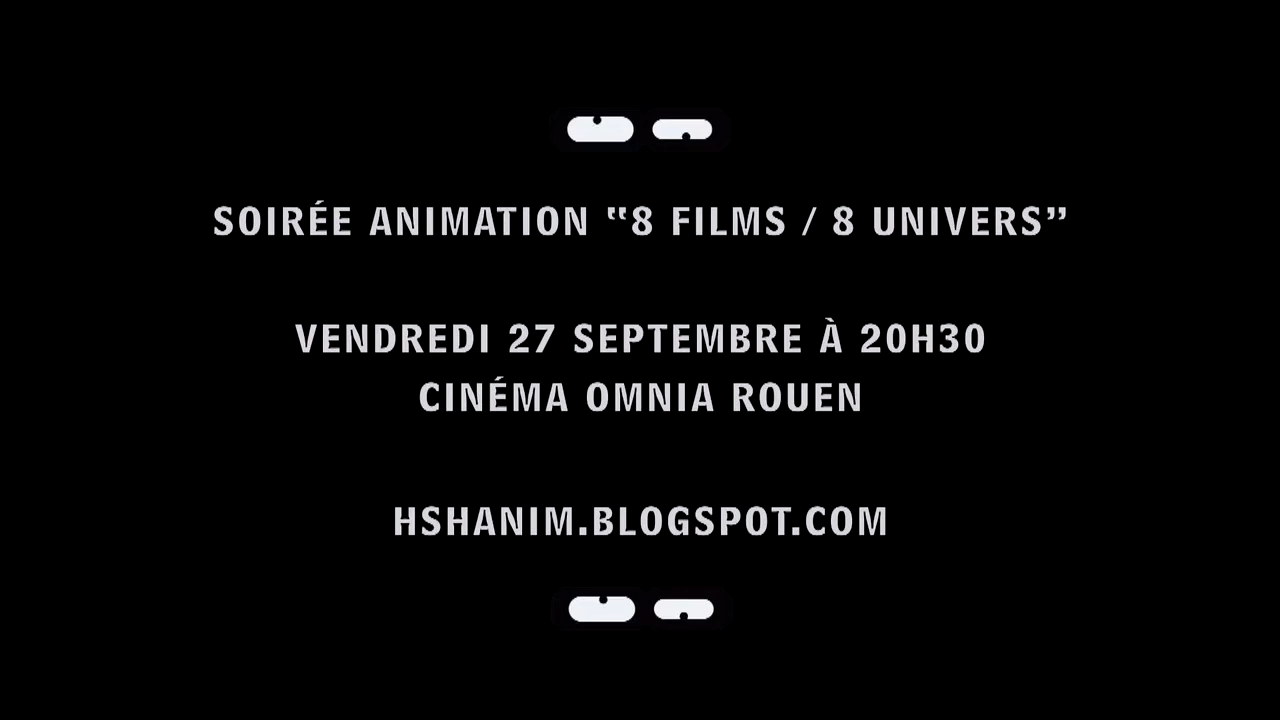 SOIRÉE ANIMATION "8 FILMS / 8 UNIVERS"
VENDREDI 27 SEPTEMBRE À 20H30
CINÉMA OMNIA ROUEN
HSHANIM.BLOGSPOT.COM